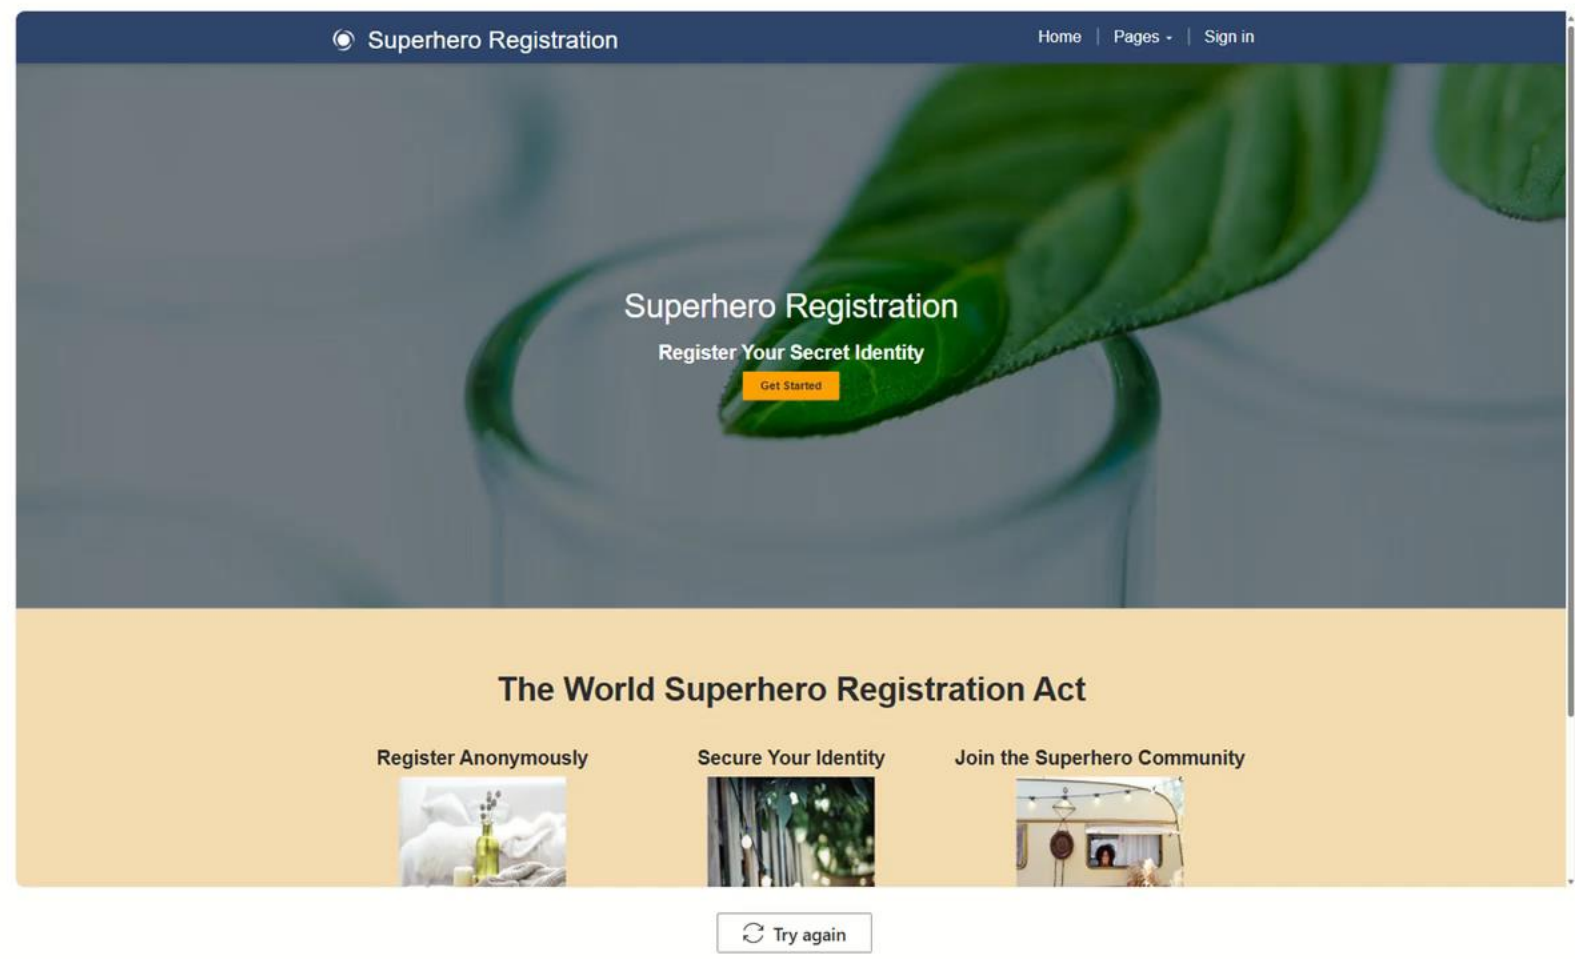 Superhero Registration
Home | Pages | Sign in
Superhero Registration
Register Your Secret Identity
Get Started
The World Superhero Registration Act
Register Anonymously
Secure Your Identity
Join the Superhero Community
Try again